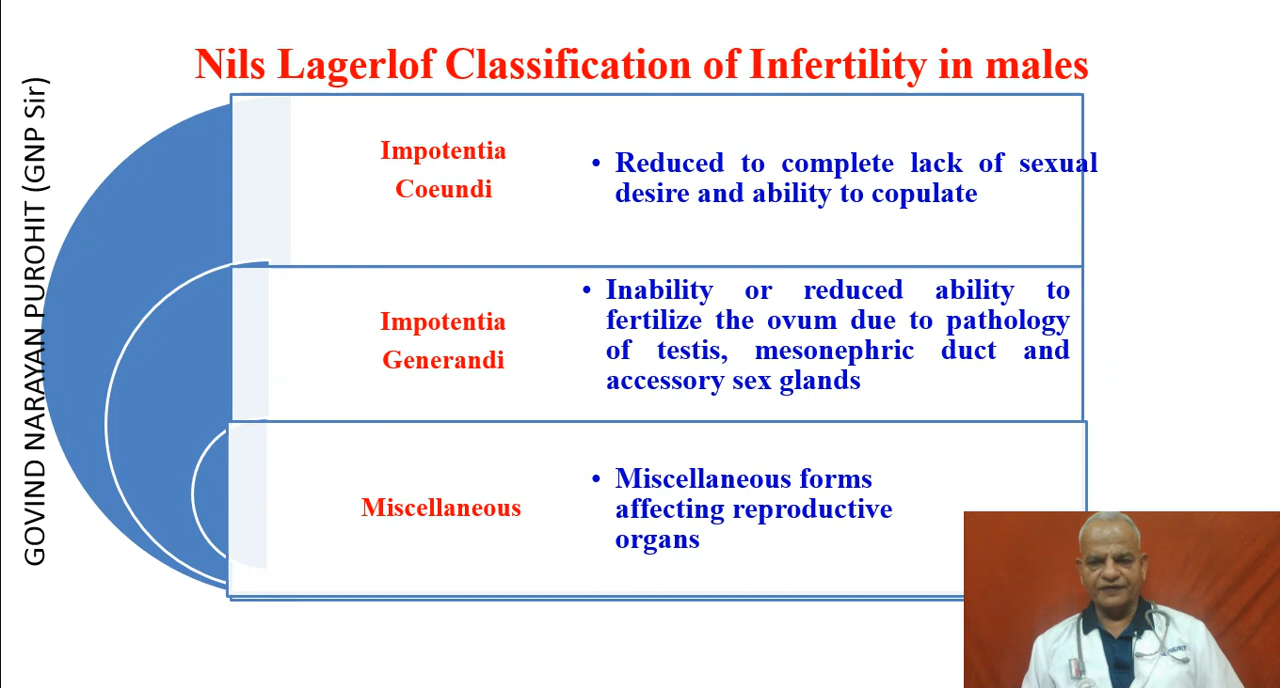 Nils Lagerlof Classification of Infertility in males
GOVIND NARAYAN PUROHIT (GNP Sir)
Impotentia
Coeundi
• Reduced to complete lack of sexual
desire and ability to copulate
Impotentia
Generandi
• Inability or reduced ability to
fertilize the ovum due to pathology
of testis, mesonephric duct and
accessory sex glands
Miscellaneous
• Miscellaneous forms
affecting reproductive
organs